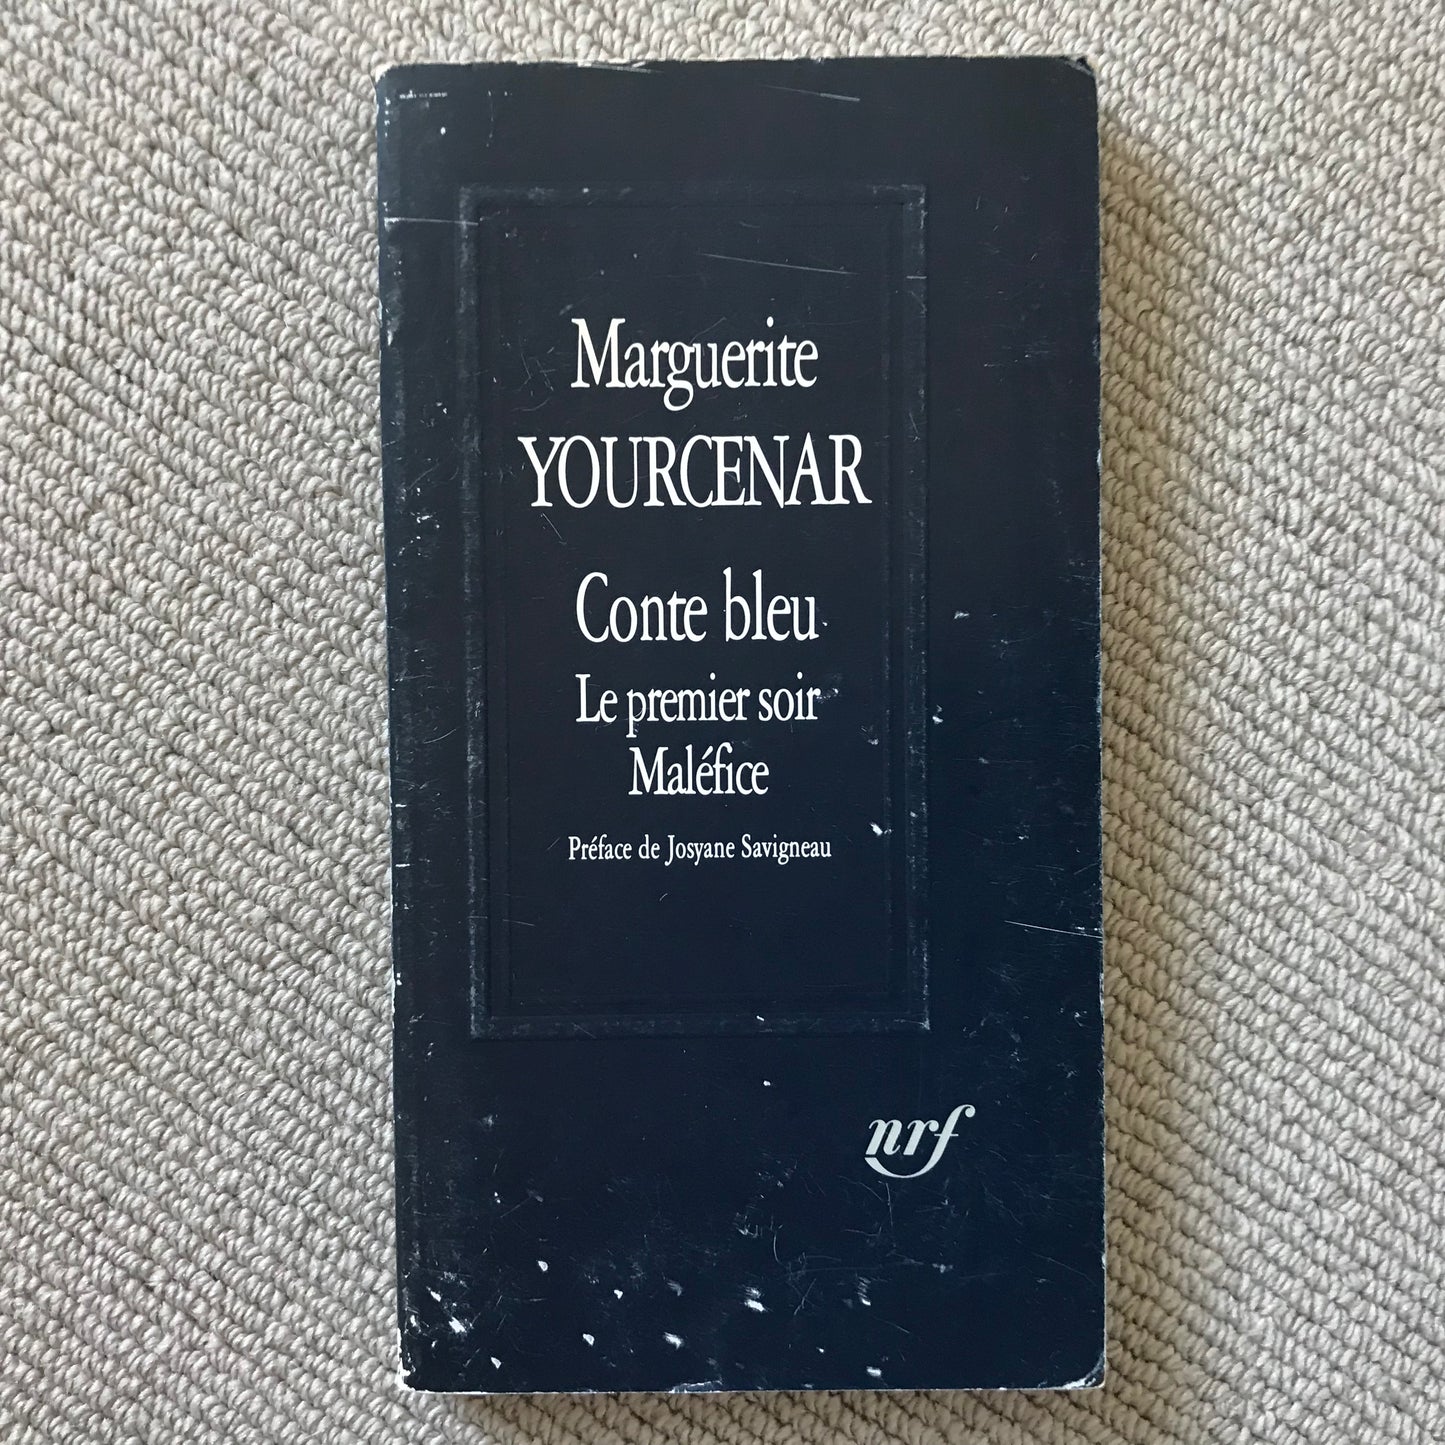 Marguerite
YOURCENAR
Conte bleu
Le premier soir
Maléfice
Préface de Josyane Savigneau
nrf